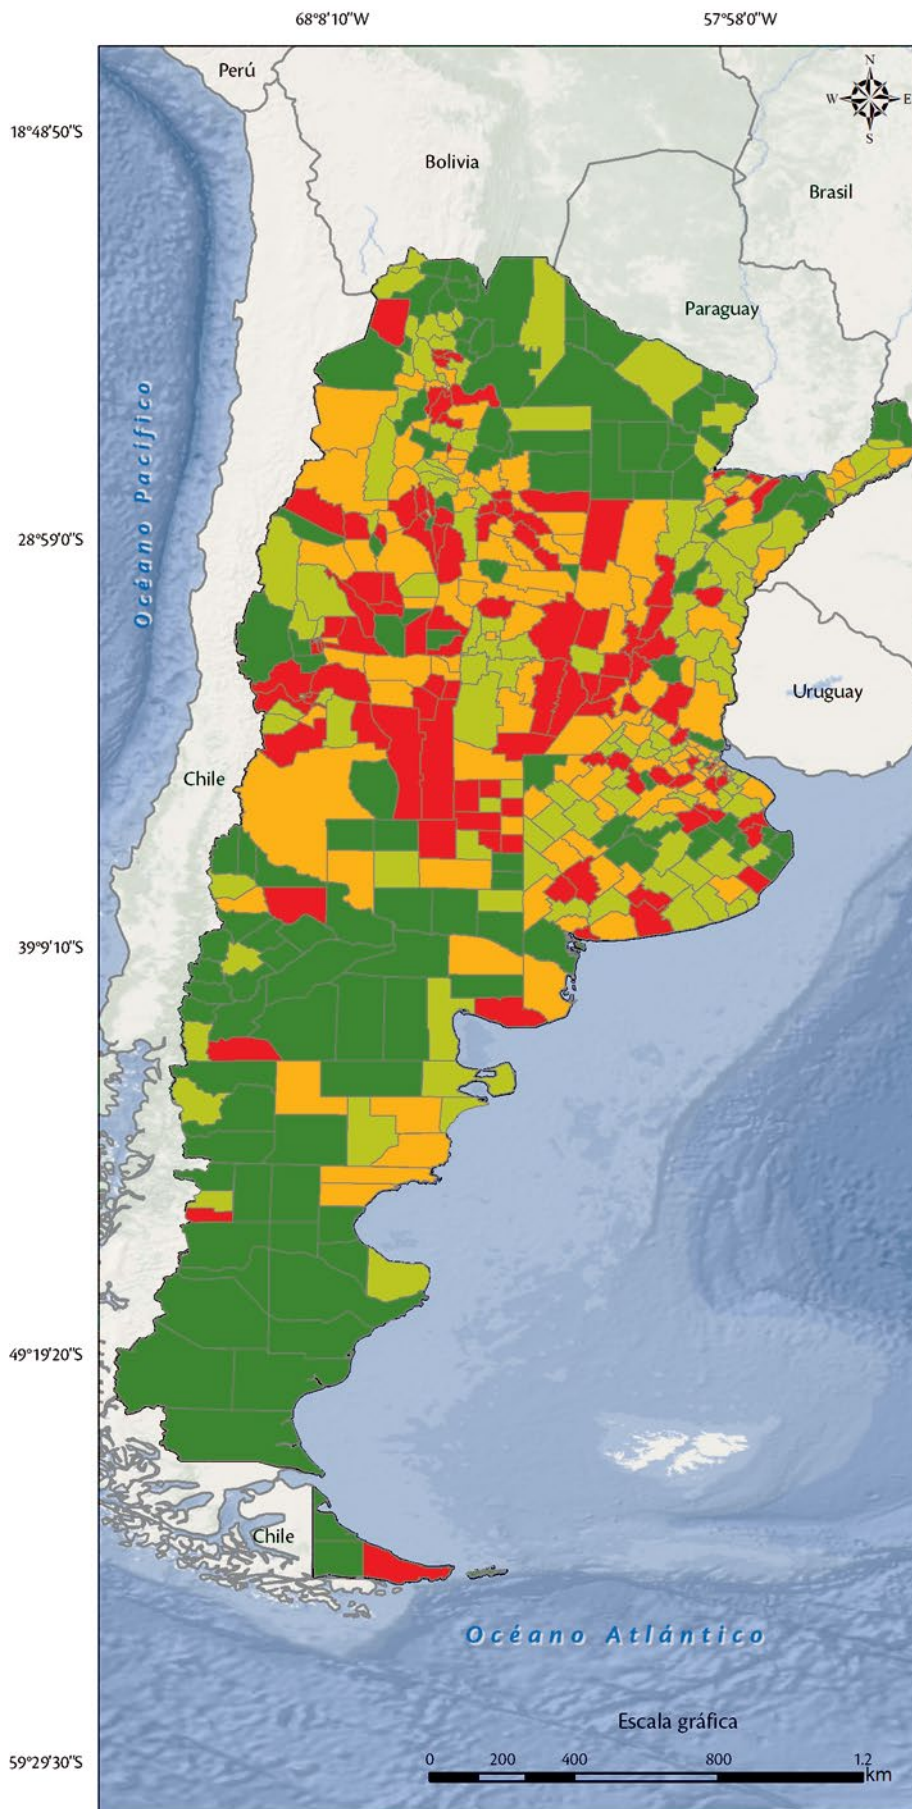 68°8'10"W
57°58'0"W
Perú
N
W
E
S
18°48'50"S
Bolivia
Brasil
Paraguay
Océano Pacífico
28°59'0"S
Uruguay
Chile
39°9'10"S
49°19'20"S
Chile
Océano Atlántico
Escala gráfica
59°29'30"S
0 200 400 800 1.2
km